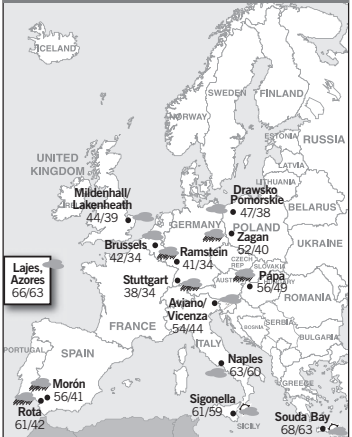 ICELAND
SWEDEN
FINLAND
NORWAY
RUSSIA
ESTONIA
LATVIA
UNITED
KINGDOM
LITHUANIA
Mildenhall/
Lakenheath
44/39
Drawsko
Pomorskie
47/38
BELARUS
GERMANY
POLAND
Zagan
52/40
Brussels
42/34
Ramstein
41/34
UKRAINE
CZECH
REP.
SLOVAKIA
Lajes,
Azores
66/63
Stuttgart
38/34
Pápa
56/49
Aviano/
Vicenza
54/44
ROMANIA
FRANCE
BOSNIA
SERBIA
ITALY
BULGARIA
PORTUGAL
SPAIN
Naples
63/60
Morón
56/41
GREECE
Sigonella
61/59
Rota
61/42
SICILY
Souda Bay
68/63